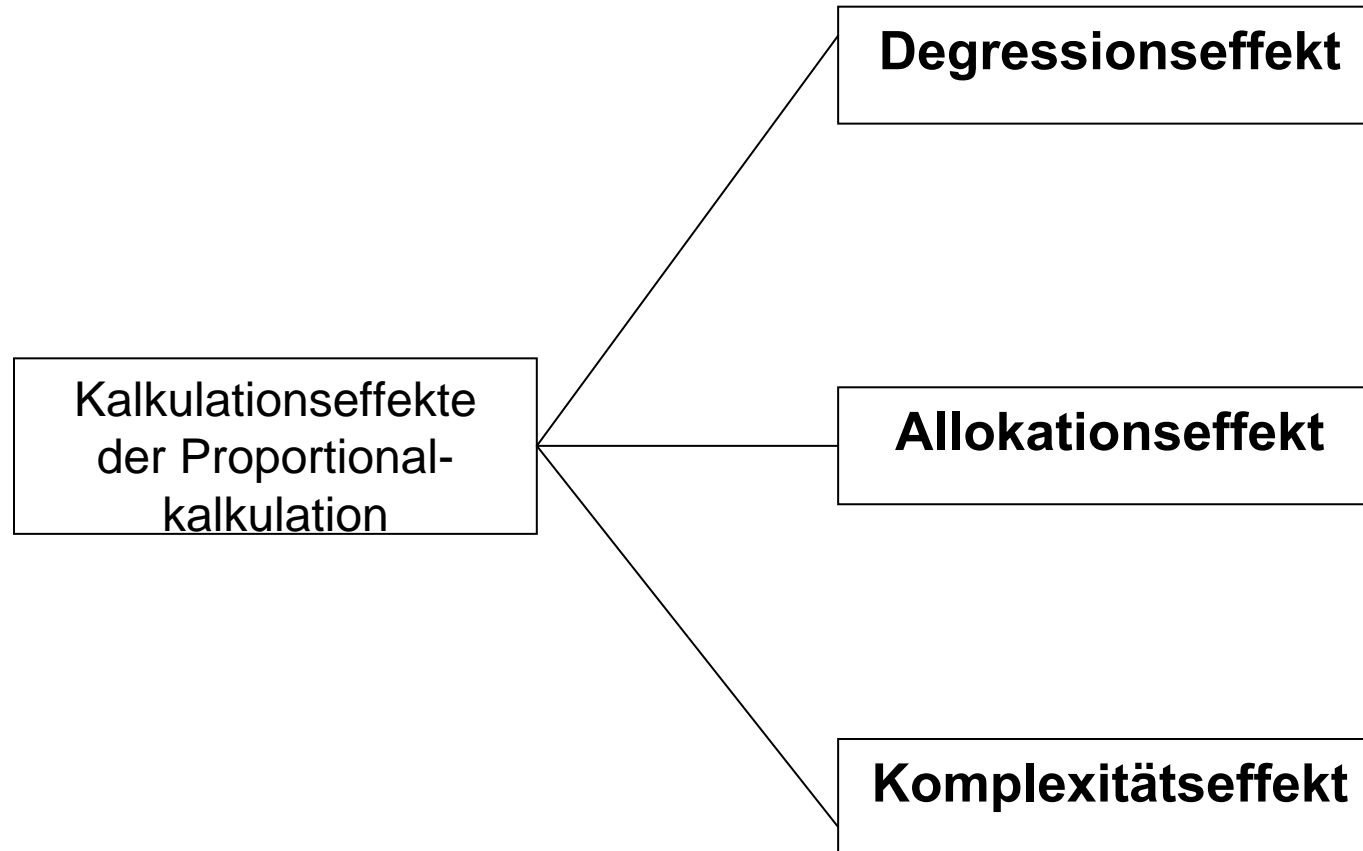 Degressionseffekt
Kalkulationseffekte
der Proportional-
kalkulation
Allokationseffekt
Komplexitätseffekt